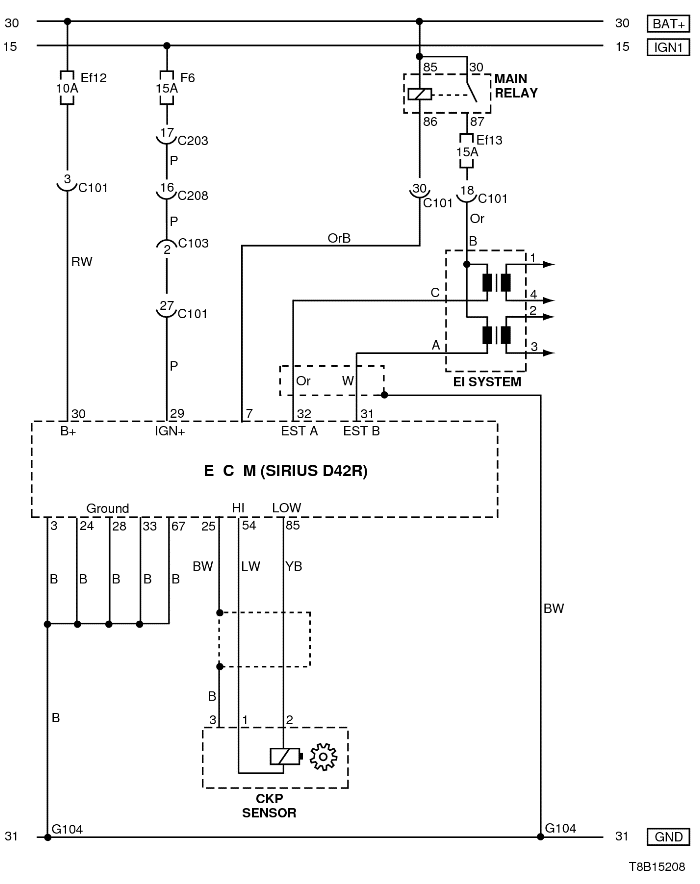 30 30 BAT+
15 15 IGN1
Ef12
10A
F6
15A
85 30
MAIN
RELAY
86 87
Ef13
15A
17 C203
P
3 C101
16 C208
P
30 C101
18 C101
Or
C103
2
RW
OrB
B
27 C101
P
1
4
2
3
C
A
EI SYSTEM
Or W
30 29 7 32 31
B+ IGN+ EST A EST B
E C M (SIRIUS D42R)
Ground HI LOW
3 24 28 33 67 25 54 85
B B B B B BW LW YB
BW
B
B
3 1 2
CKP
SENSOR
31 G104 G104 31 GND
T8B15208